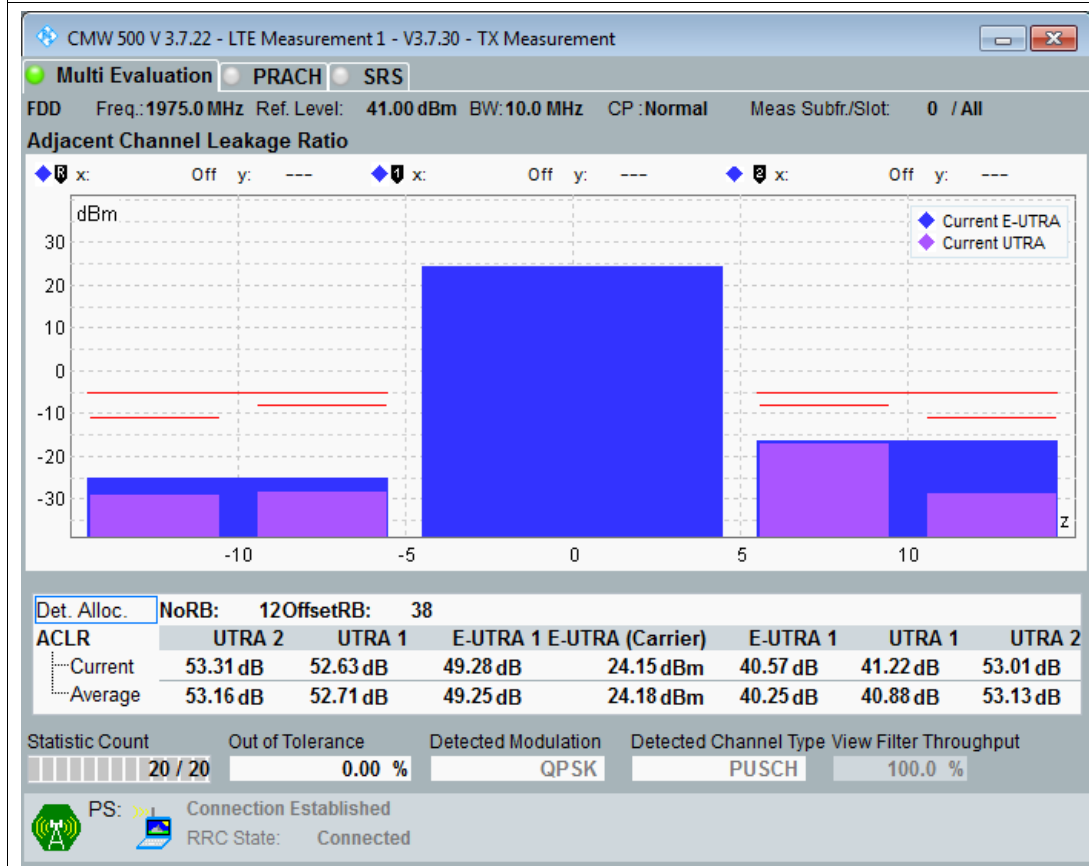 CMW 500 V 3.7.22 - LTE Measurement 1 - V3.7.30 - TX Measurement
Multi Evaluation PRACH SRS
FDD Freq.: 1975.0 MHz Ref. Level: 41.00 dBm BW: 10.0 MHz CP : Normal Meas Subfr./Slot: 0 / All
Adjacent Channel Leakage Ratio
R x: Off y: --- 1 x: Off y: --- 2 x: Off y: ---
dBm
Current E-UTRA
Current UTRA
30
20
10
0
-10
-20
-30
z
-10 -5 0 5 10
Det. Alloc. NoRB: 12 OffsetRB: 38
ACLR UTRA 2 UTRA 1 E-UTRA 1 E-UTRA (Carrier) E-UTRA 1 UTRA 1 UTRA 2
Current 53.31 dB 52.63 dB 49.28 dB 24.15 dBm 40.57 dB 41.22 dB 53.01 dB
Average 53.16 dB 52.71 dB 49.25 dB 24.18 dBm 40.25 dB 40.88 dB 53.13 dB
Statistic Count Out of Tolerance Detected Modulation Detected Channel Type View Filter Throughput
20 / 20 0.00 % QPSK PUSCH 100.0 %
PS: Connection Established
RRC State: Connected